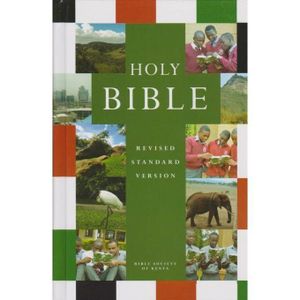 HOLY
BIBLE
REVISED
STANDARD
VERSION
BIBLE SOCIETY
OF KENYA